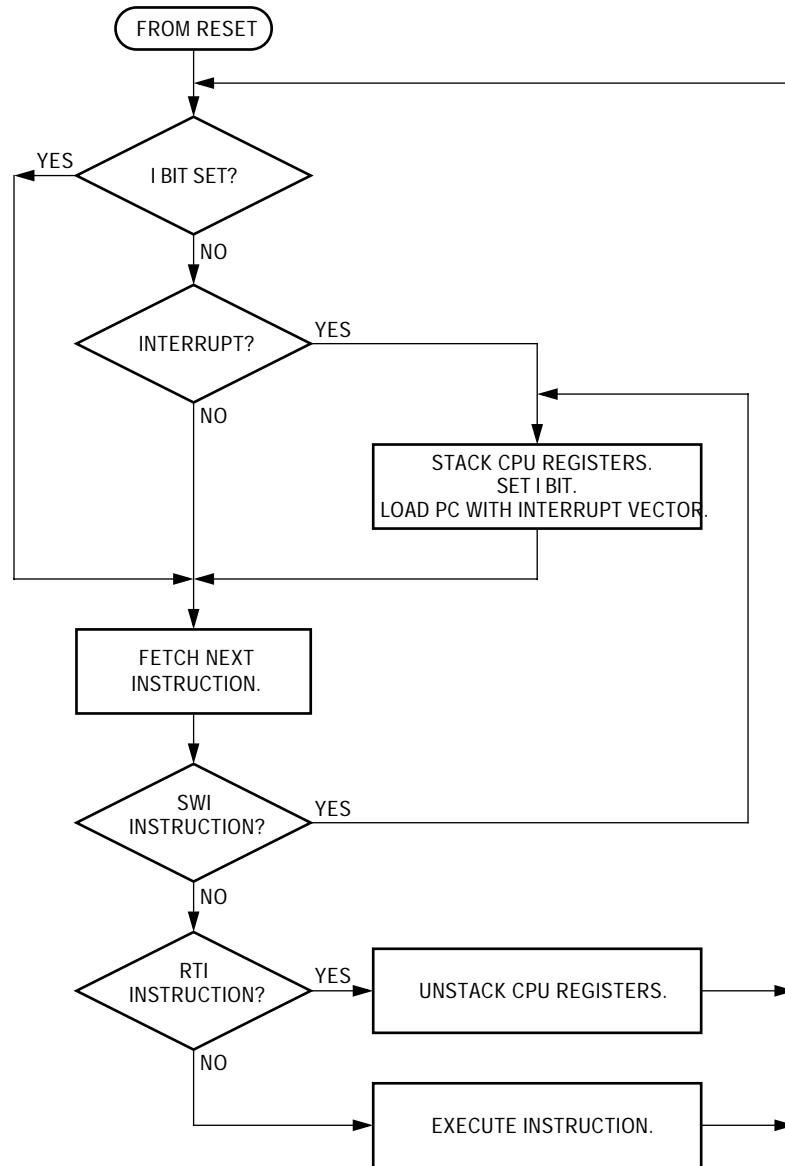 FROM RESET
YES
I BIT SET?
NO
INTERRUPT?
YES
NO
STACK CPU REGISTERS.
SET I BIT.
LOAD PC WITH INTERRUPT VECTOR.
FETCH NEXT
INSTRUCTION.
SWI
INSTRUCTION?
YES
NO
RTI
INSTRUCTION?
YES
UNSTACK CPU REGISTERS.
NO
EXECUTE INSTRUCTION.